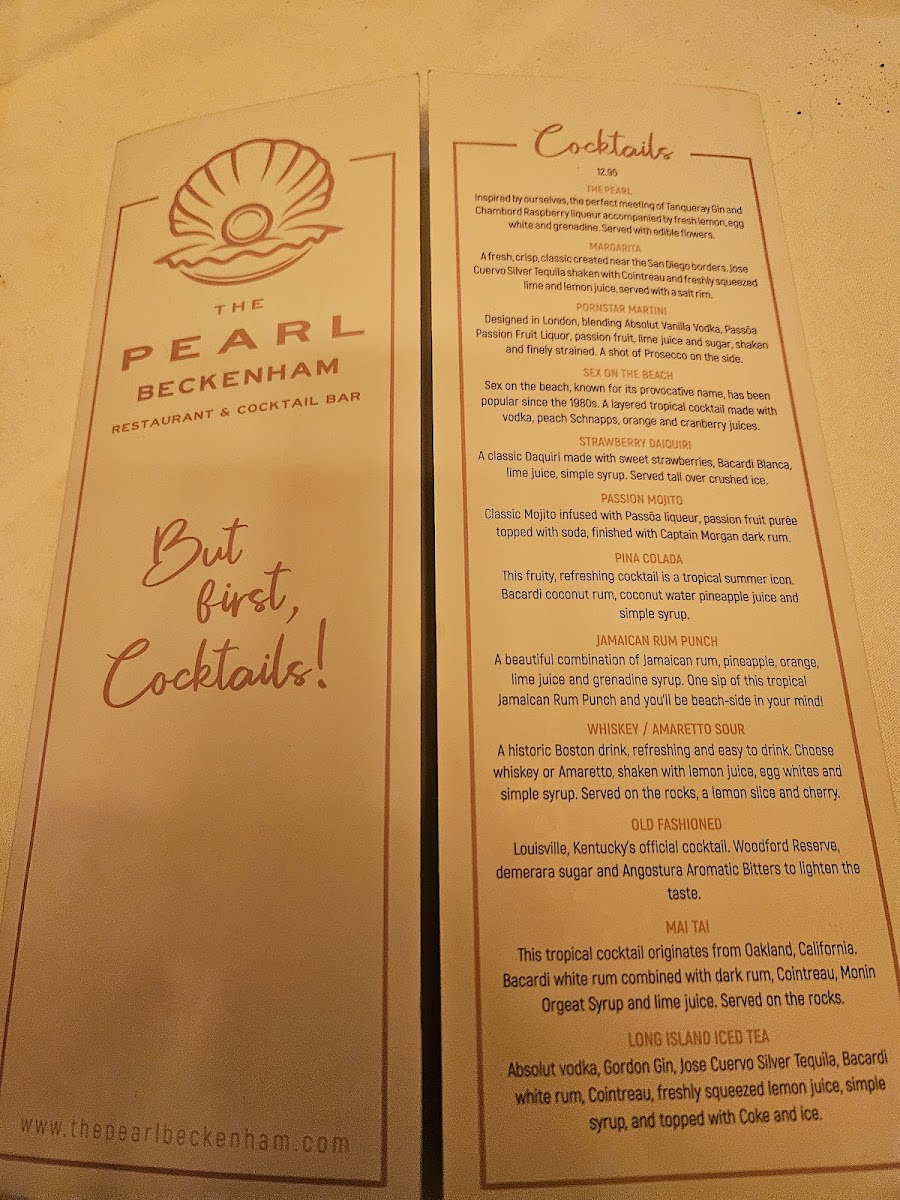 THE
PEARL
BECKENHAM
RESTAURANT & COCKTAIL BAR
But
first,
Cocktails!
www.thepearlbeckenham.com
Cocktails
12.95
THE PEARL
Inspired by ourselves, the perfect meeting of Tanqueray Gin and
Chambord Raspberry liqueur accompanied by fresh lemon, egg
white and grenadine. Served with edible flowers.
MARGARITA
A fresh, crisp, classic created near the San Diego borders. Jose
Cuervo Silver Tequila shaken with Cointreau and freshly squeezed
lime and lemon juice, served with a salt rim.
PORNSTAR MARTINI
Designed in London, blending Absolut Vanilla Vodka, Passõa
Passion Fruit Liquor, passion fruit, lime juice and sugar, shaken
and finely strained. A shot of Prosecco on the side.
SEX ON THE BEACH
Sex on the beach, known for its provocative name, has been
popular since the 1980s. A layered tropical cocktail made with
vodka, peach Schnapps, orange and cranberry juices.
STRAWBERRY DAIQUIRI
A classic Daquiri made with sweet strawberries, Bacardi Blanca,
lime juice, simple syrup. Served tall over crushed ice.
PASSION MOJITO
Classic Mojito infused with Passõa liqueur, passion fruit purée
topped with soda, finished with Captain Morgan dark rum.
PINA COLADA
This fruity, refreshing cocktail is a tropical summer icon.
Bacardi coconut rum, coconut water pineapple juice and
simple syrup.
JAMAICAN RUM PUNCH
A beautiful combination of Jamaican rum, pineapple, orange,
lime juice and grenadine syrup. One sip of this tropical
Jamaican Rum Punch and you'll be beach-side in your mind!
WHISKEY / AMARETTO SOUR
A historic Boston drink, refreshing and easy to drink. Choose
whiskey or Amaretto, shaken with lemon juice, egg whites and
simple syrup. Served on the rocks, a lemon slice and cherry.
OLD FASHIONED
Louisville, Kentucky's official cocktail. Woodford Reserve,
demerara sugar and Angostura Aromatic Bitters to lighten the
taste.
MAI TAI
This tropical cocktail originates from Oakland, California.
Bacardi white rum combined with dark rum, Cointreau, Monin
Orgeat Syrup and lime juice. Served on the rocks.
LONG ISLAND ICED TEA
Absolut vodka, Gordon Gin, Jose Cuervo Silver Tequila, Bacardi
white rum, Cointreau, freshly squeezed lemon juice, simple
syrup, and topped with Coke and ice.